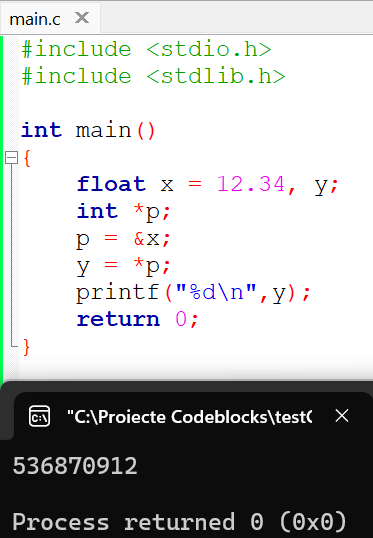 main.c
#include <stdio.h>
#include <stdlib.h>
int main()
{
float x = 12.34, y;
int *p;
p = &x;
y = *p;
printf("%d\n",y);
return 0;
}
"C:\Proiecte Codeblocks\test
536870912
Process returned 0 (0x0)